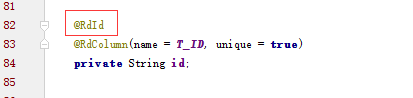 81
82 @RdId
83 @RdColumn(name = T_ID, unique = true)
84 private String id;
85